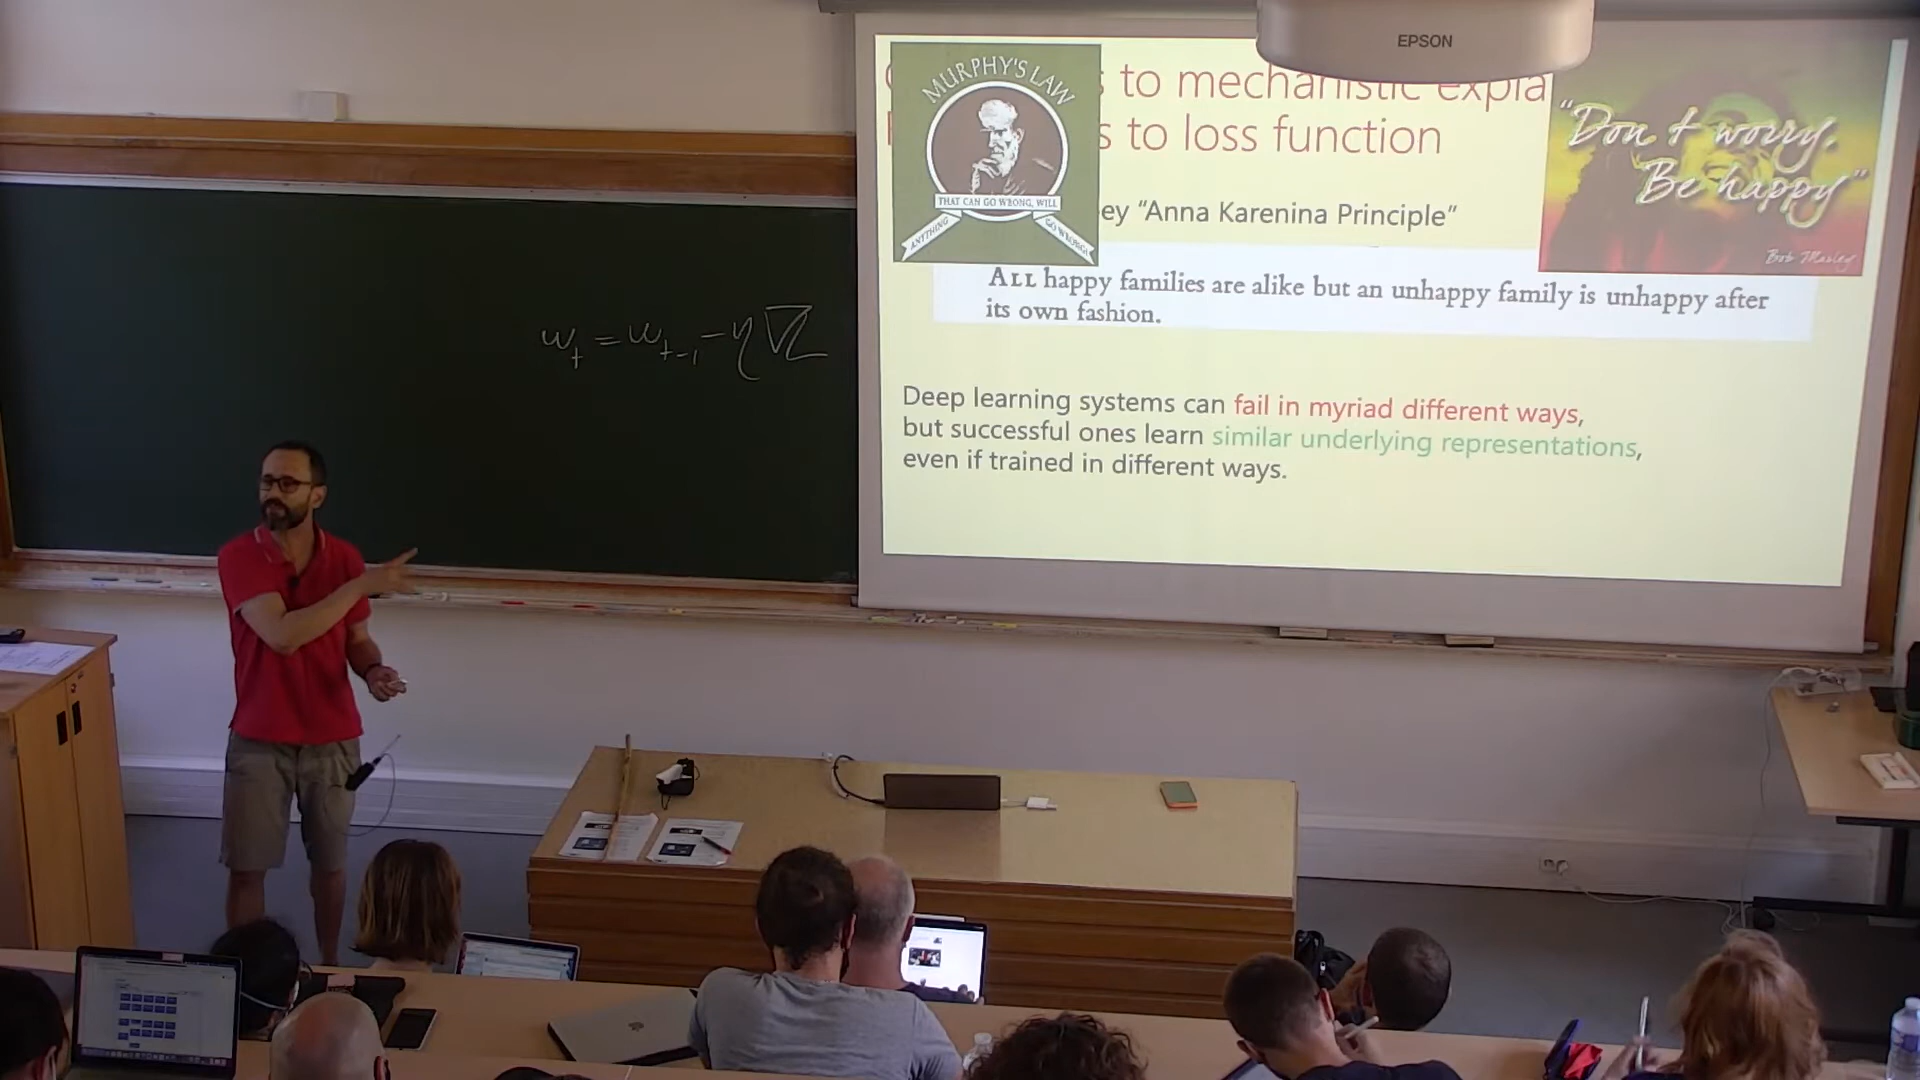 EPSON
MURPHY'S LAW
THAT CAN GO WRONG, WILL
ANYTHING
GO WRONG!
to mechanistic expla
s to loss function
ey “Anna Karenina Principle”
“Don't worry.
Be happy”
Bob Marley
ALL happy families are alike but an unhappy family is unhappy after
its own fashion.
Deep learning systems can fail in myriad different ways,
but successful ones learn similar underlying representations,
even if trained in different ways.
w_t = w_{t-1} - η∇L